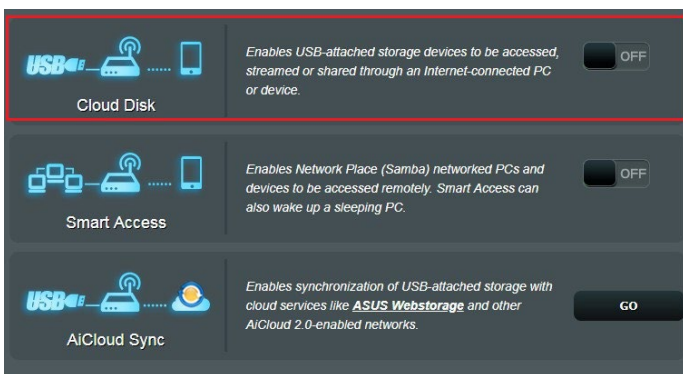 USB
Enables USB-attached storage devices to be accessed,
streamed or shared through an Internet-connected PC
or device.
OFF
Cloud Disk
Enables Network Place (Samba) networked PCs and
devices to be accessed remotely. Smart Access can
also wake up a sleeping PC.
OFF
Smart Access
USB
Enables synchronization of USB-attached storage with
cloud services like ASUS Webstorage and other
AiCloud 2.0-enabled networks.
GO
AiCloud Sync